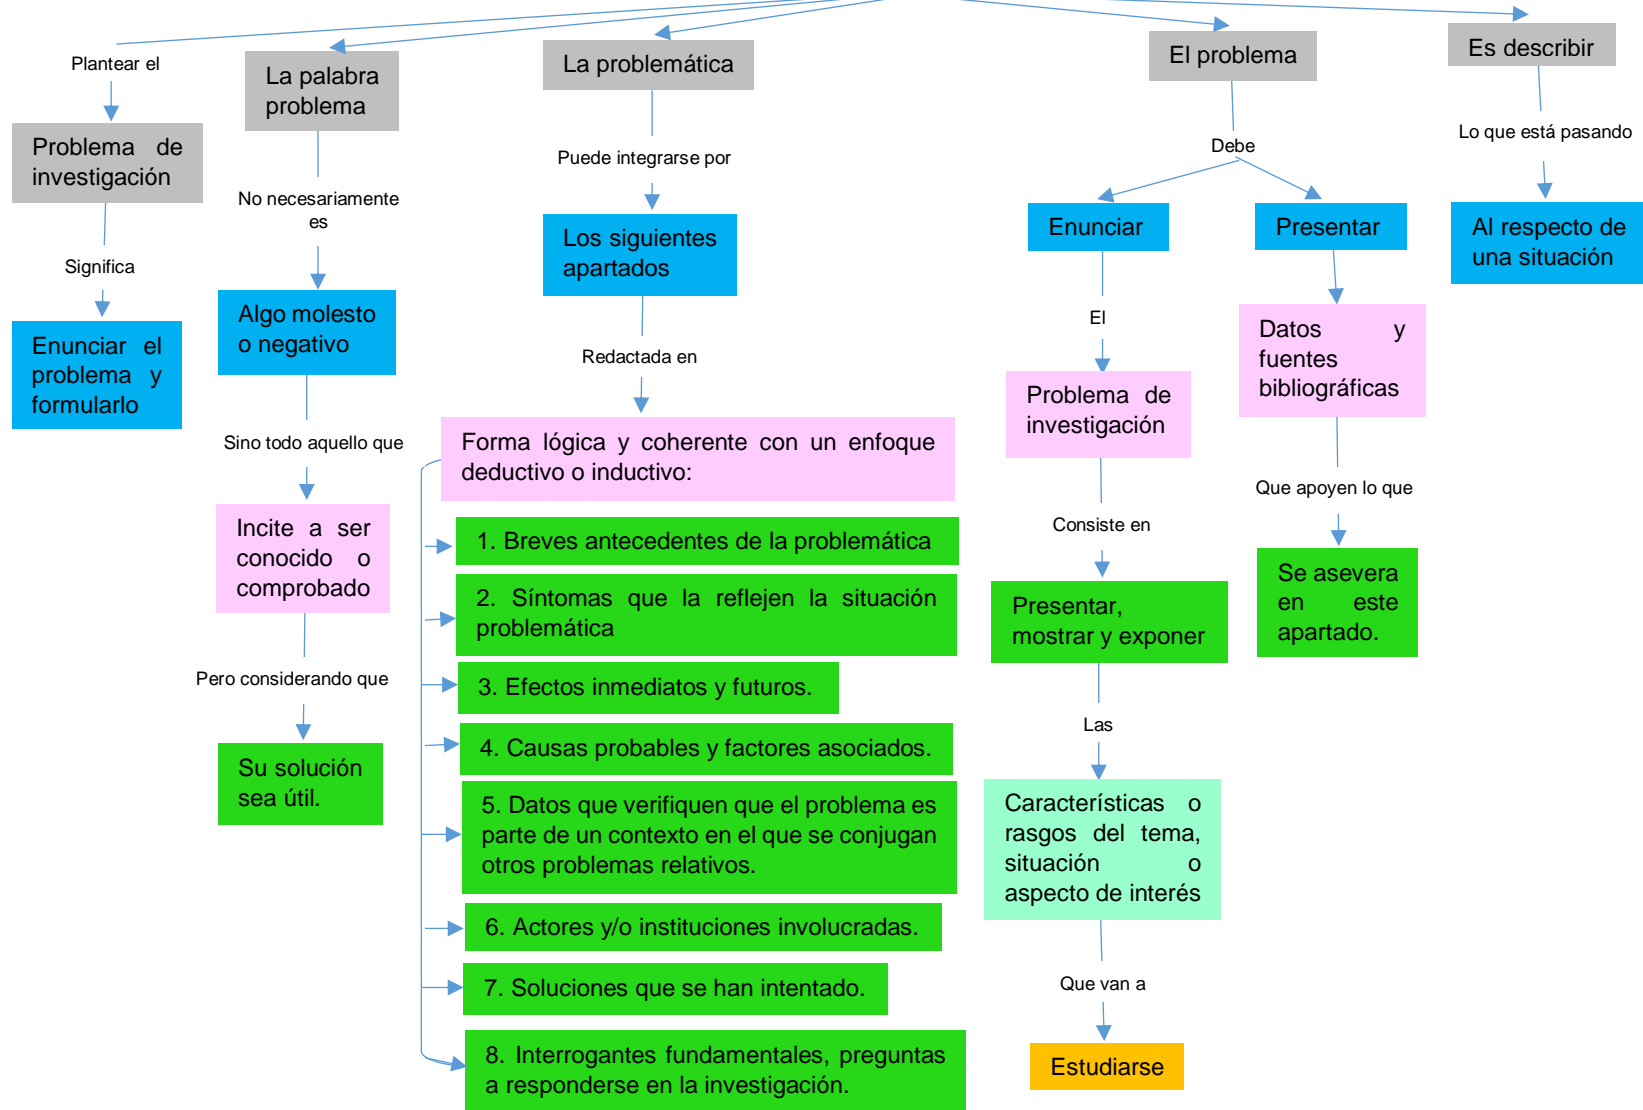 Plantear el
Problema de
investigación
Significa
Enunciar el
problema y
formularlo
La palabra
problema
No necesariamente
es
Algo molesto
o negativo
Sino todo aquello que
Incite a ser
conocido o
comprobado
Pero considerando que
Su solución
sea útil.
La problemática
Puede integrarse por
Los siguientes
apartados
Redactada en
Forma lógica y coherente con un enfoque
deductivo o inductivo:
1. Breves antecedentes de la problemática
2. Síntomas que la reflejen la situación
problemática
3. Efectos inmediatos y futuros.
4. Causas probables y factores asociados.
5. Datos que verifiquen que el problema es
parte de un contexto en el que se conjugan
otros problemas relativos.
6. Actores y/o instituciones involucradas.
7. Soluciones que se han intentado.
8. Interrogantes fundamentales, preguntas
a responderse en la investigación.
El problema
Debe
Enunciar
El
Problema de
investigación
Consiste en
Presentar,
mostrar y exponer
Las
Características o
rasgos del tema,
situación o
aspecto de interés
Que van a
Estudiarse
Presentar
Datos y
fuentes
bibliográficas
Que apoyen lo que
Se asevera
en este
apartado.
Es describir
Lo que está pasando
Al respecto de
una situación